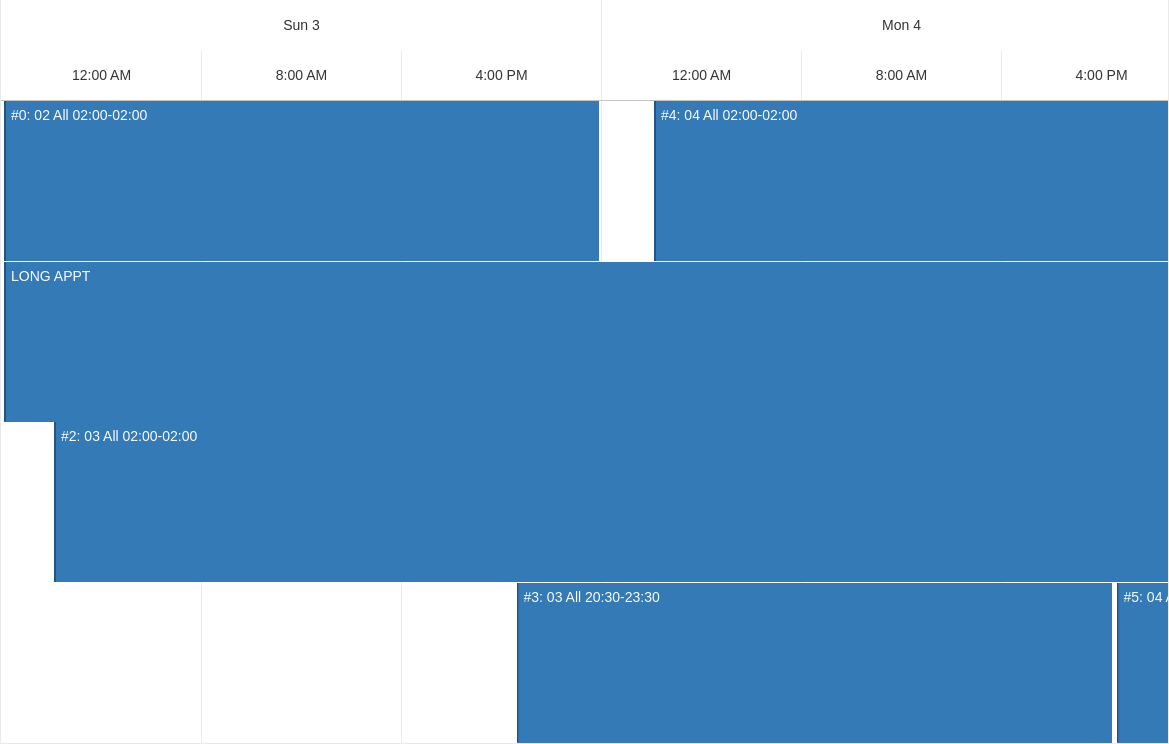 Sun 3
Mon 4
12:00 AM
8:00 AM
4:00 PM
12:00 AM
8:00 AM
4:00 PM
#0: 02 All 02:00-02:00
#4: 04 All 02:00-02:00
LONG APPT
#2: 03 All 02:00-02:00
#3: 03 All 20:30-23:30
#5: 04